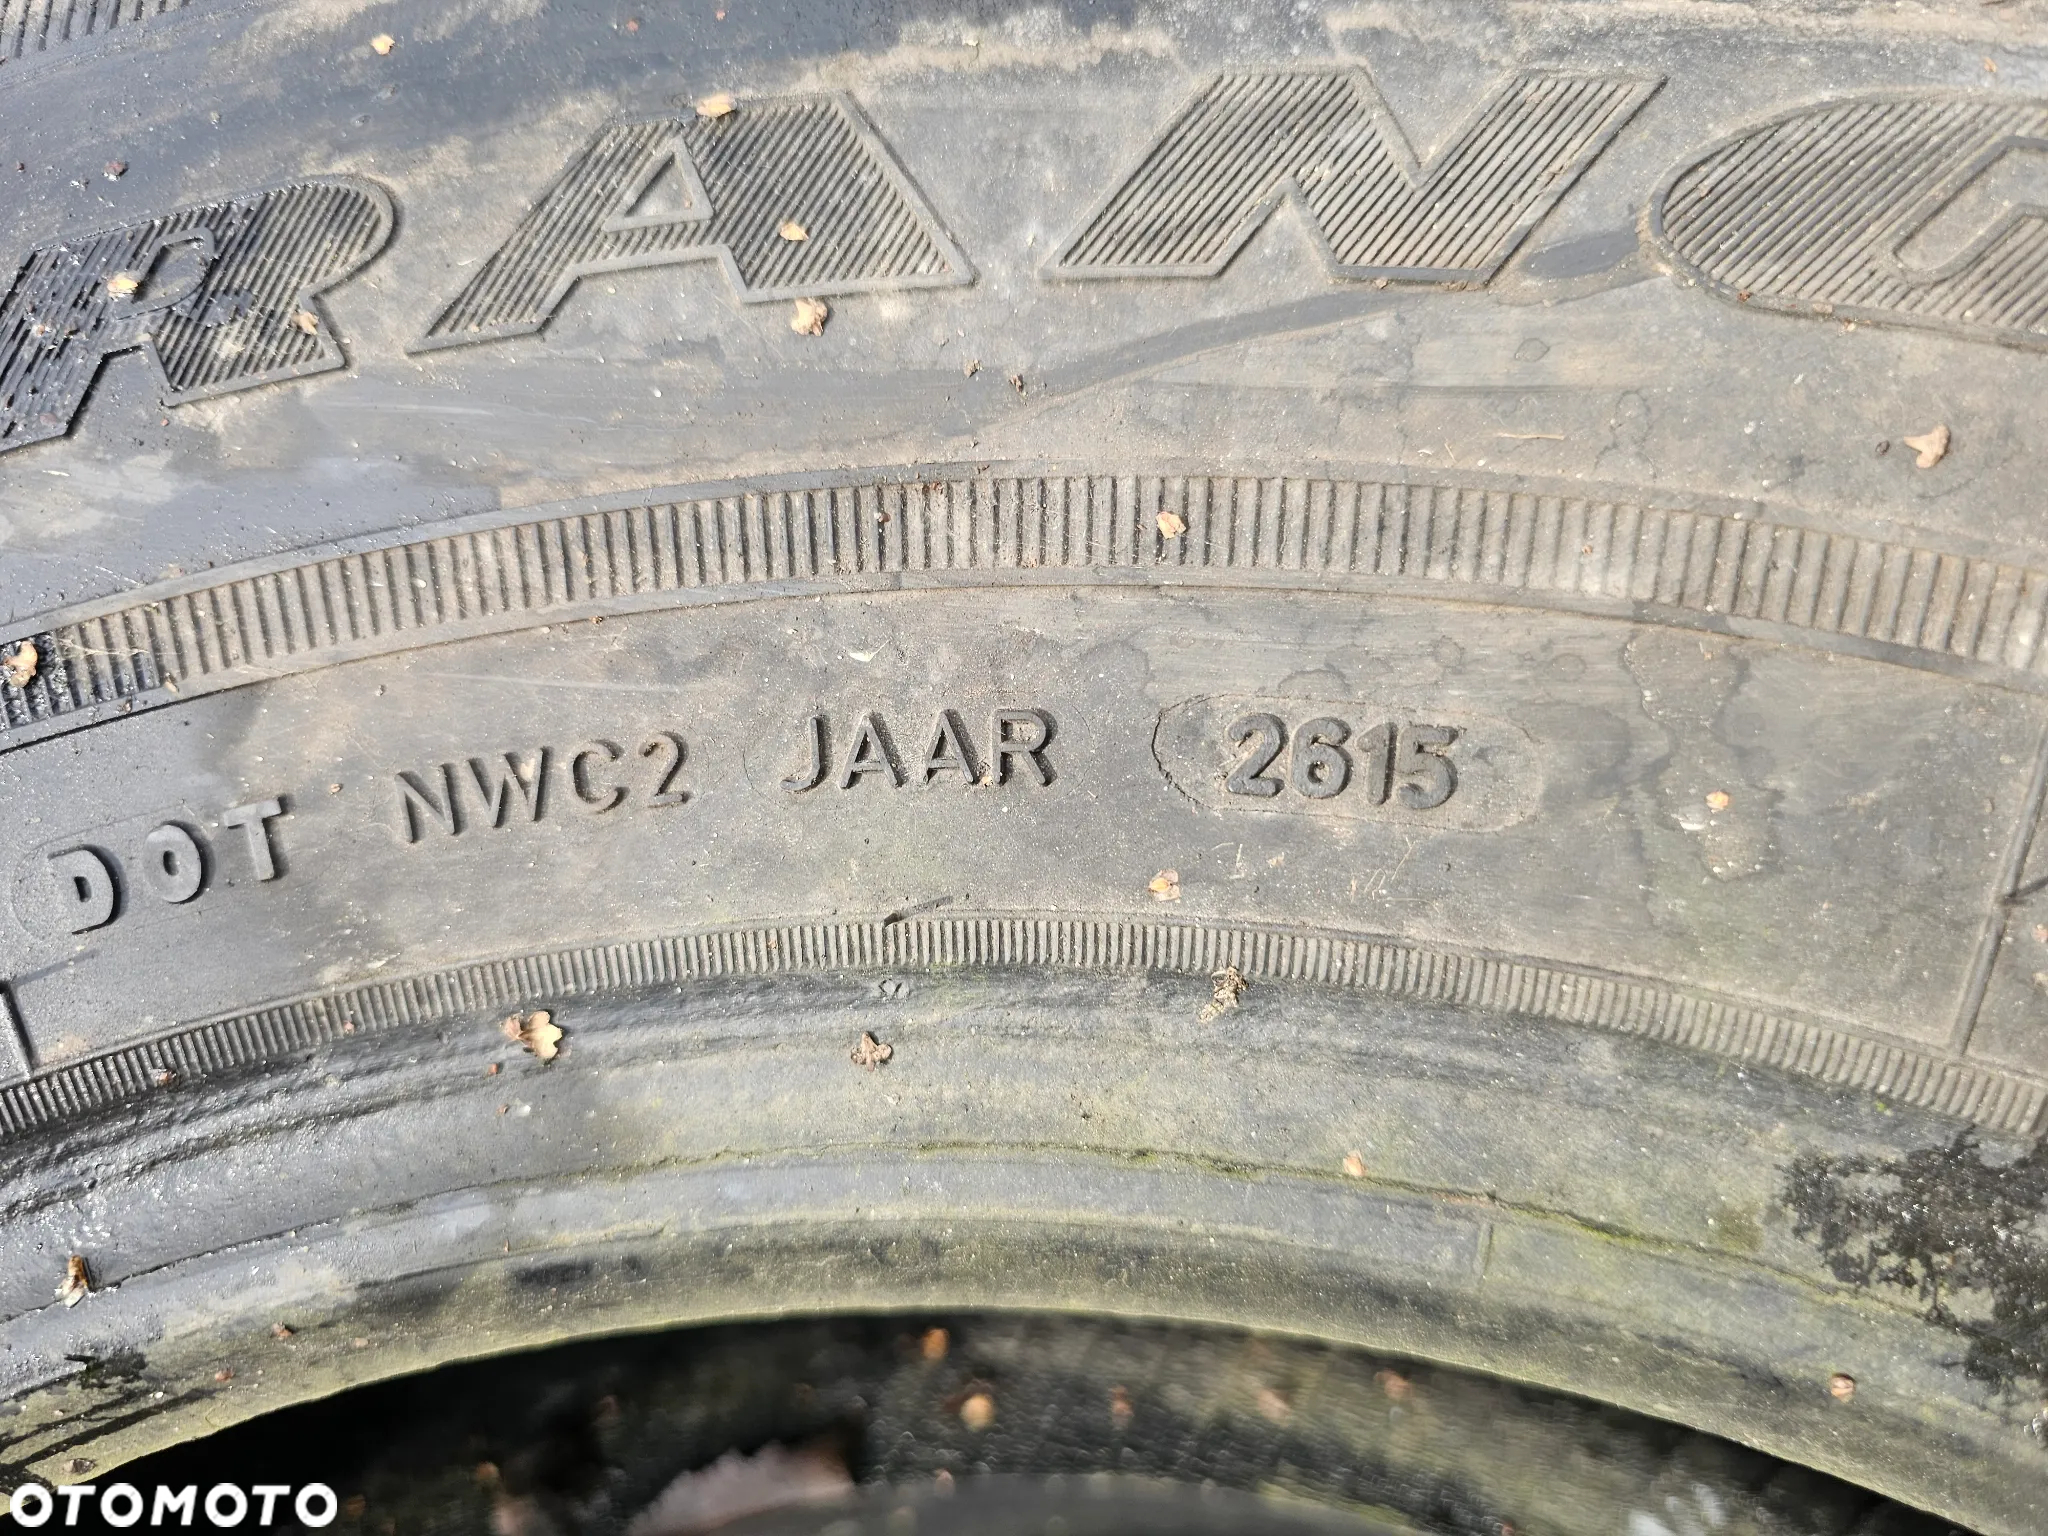 RANG
DOT NWC2 JAAR 2615
OTOMOTO